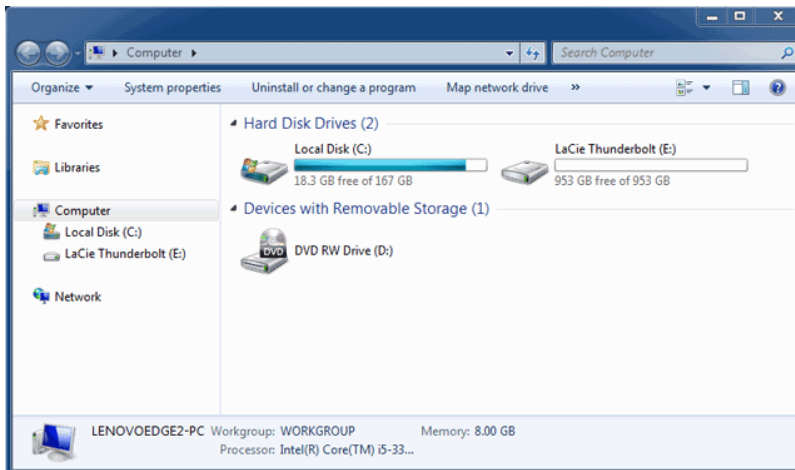 Computer
Search Computer
Organize System properties Uninstall or change a program Map network drive »
Favorites
Libraries
Computer
Local Disk (C:)
LaCie Thunderbolt (E:)
Network
Hard Disk Drives (2)
Local Disk (C:)
18.3 GB free of 167 GB
LaCie Thunderbolt (E:)
953 GB free of 953 GB
Devices with Removable Storage (1)
DVD
DVD RW Drive (D:)
LENOVOEDGE2-PC Workgroup: WORKGROUP Memory: 8.00 GB
Processor: Intel(R) Core(TM) i5-33...